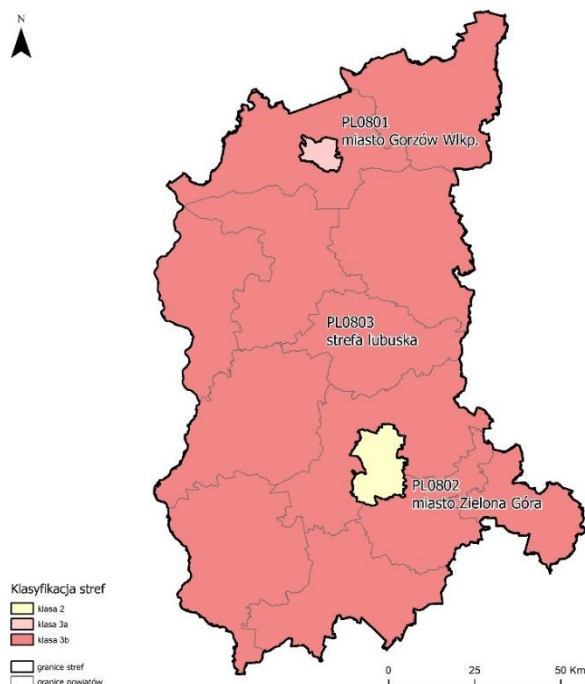 N
PL0801
miasto Gorzów Wlkp.
PL0803
strefa lubuska
PL0802
miasto Zielona Góra
Klasyfikacja stref
klasa 2
klasa 3a
klasa 3b
granice stref
granice powiatów
0 25 50 Km